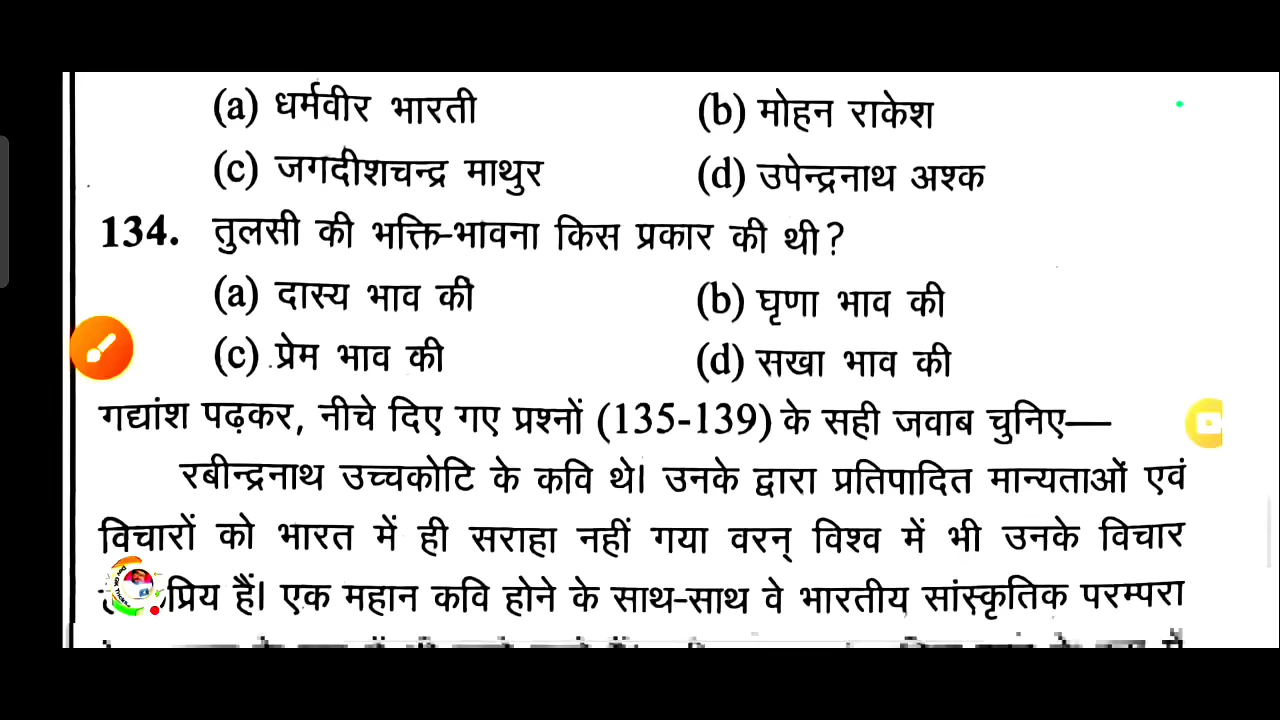 (a) धर्मवीर भारती (b) मोहन राकेश
(c) जगदीशचन्द्र माथुर (d) उपेन्द्रनाथ अश्क
134. तुलसी की भक्ति-भावना किस प्रकार की थी?
(a) दास्य भाव की (b) घृणा भाव की
(c) प्रेम भाव की (d) सखा भाव की
गद्यांश पढ़कर, नीचे दिए गए प्रश्नों (135-139) के सही जवाब चुनिए—
रबीन्द्रनाथ उच्चकोटि के कवि थे। उनके द्वारा प्रतिपादित मान्यताओं एवं
विचारों को भारत में ही सराहा नहीं गया वरन् विश्व में भी उनके विचार
प्रिय हैं। एक महान कवि होने के साथ-साथ वे भारतीय सांस्कृतिक परम्परा